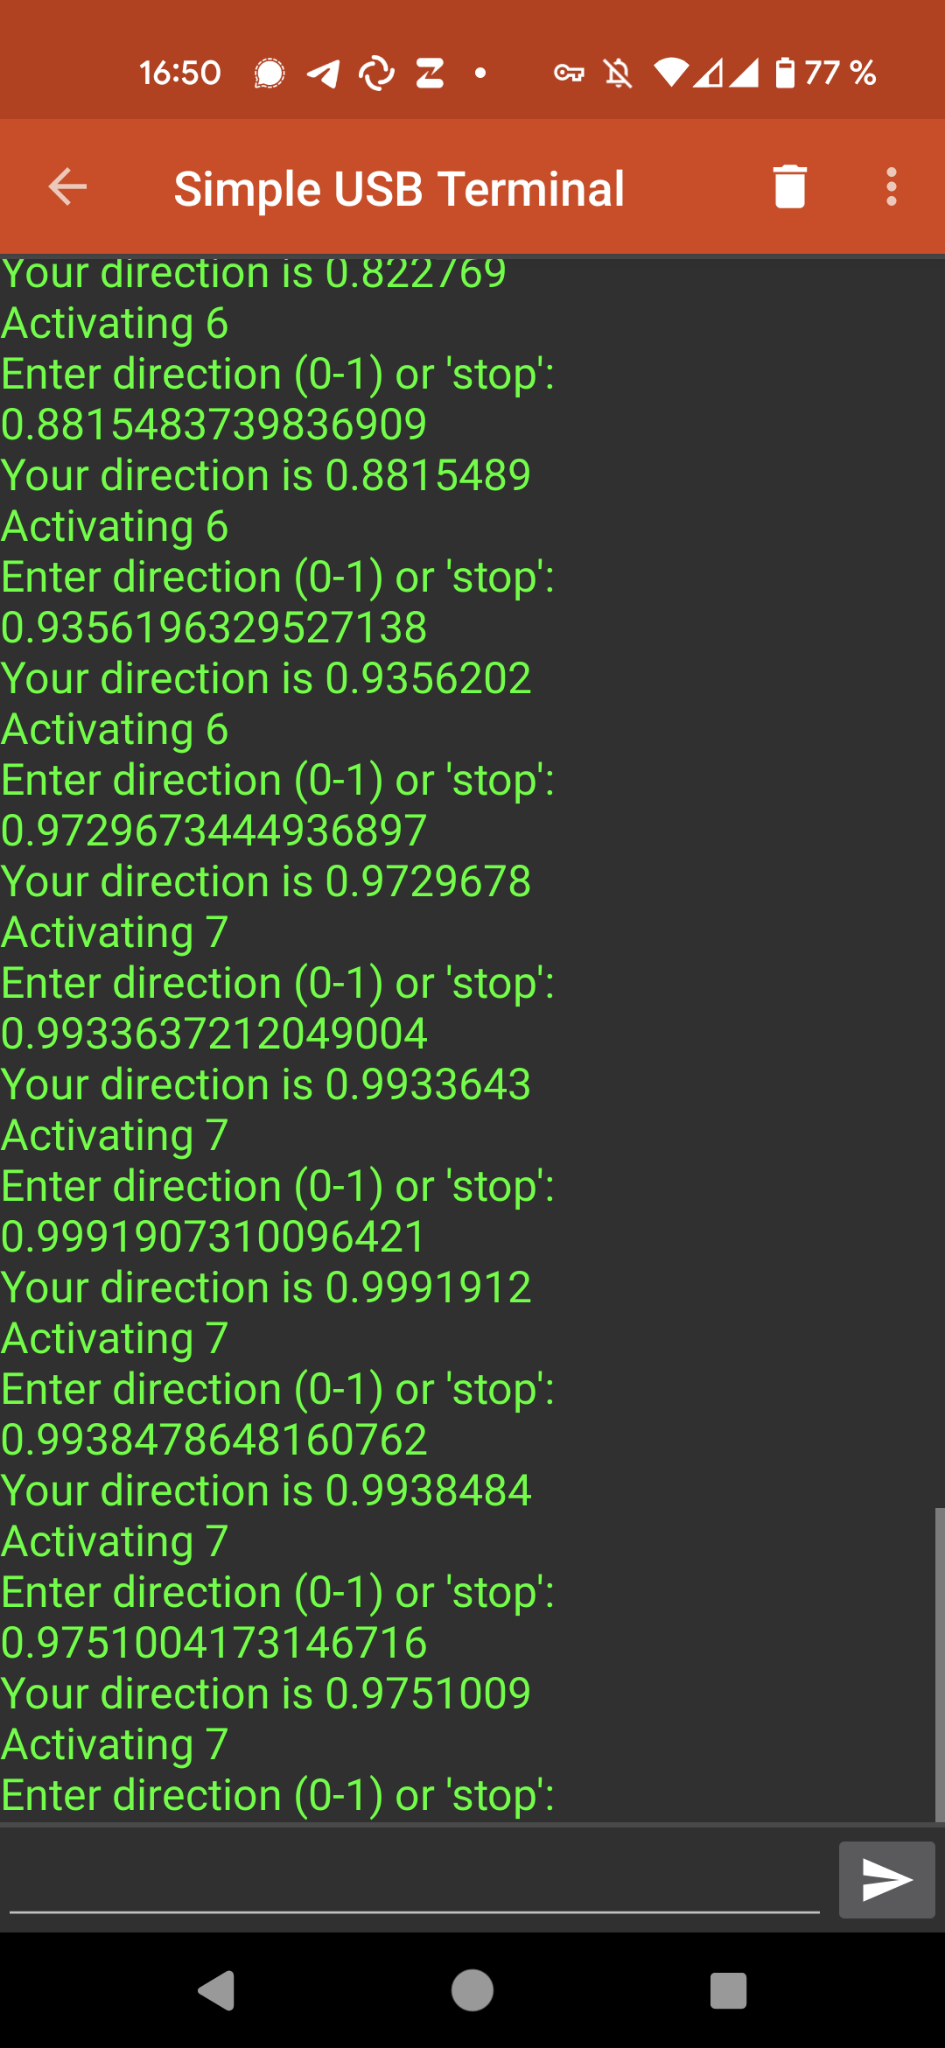 16:50
77 %
Simple USB Terminal
Your direction is 0.822769
Activating 6
Enter direction (0-1) or 'stop':
0.8815483739836909
Your direction is 0.8815489
Activating 6
Enter direction (0-1) or 'stop':
0.9356196329527138
Your direction is 0.9356202
Activating 6
Enter direction (0-1) or 'stop':
0.9729673444936897
Your direction is 0.9729678
Activating 7
Enter direction (0-1) or 'stop':
0.9933637212049004
Your direction is 0.9933643
Activating 7
Enter direction (0-1) or 'stop':
0.9991907310096421
Your direction is 0.9991912
Activating 7
Enter direction (0-1) or 'stop':
0.9938478648160762
Your direction is 0.9938484
Activating 7
Enter direction (0-1) or 'stop':
0.9751004173146716
Your direction is 0.9751009
Activating 7
Enter direction (0-1) or 'stop':